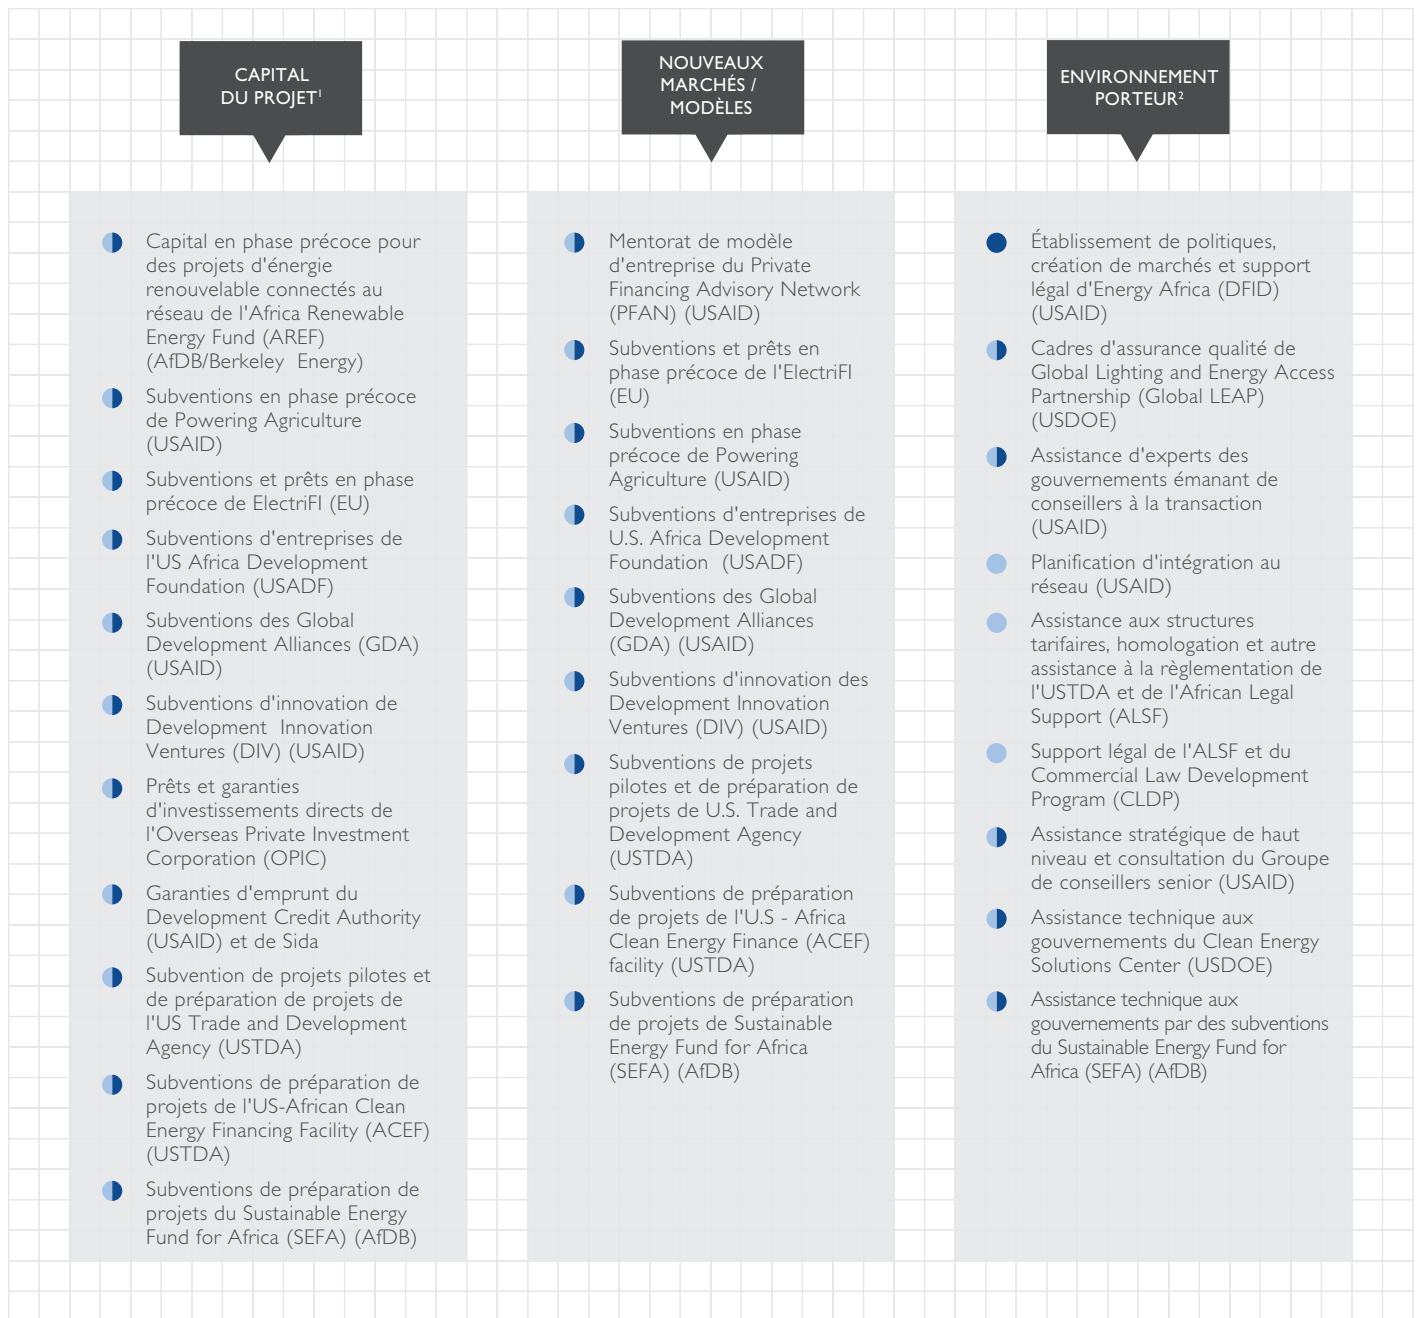 CAPITAL
DU PROJET¹
Capital en phase précoce pour
des projets d'énergie
renouvelable connectés au
réseau de l'Africa Renewable
Energy Fund (AREF)
(AfDB/Berkeley Energy)
Subventions en phase précoce
de Powering Agriculture
(USAID)
Subventions et prêts en phase
précoce de ElectriFI (EU)
Subventions d'entreprises de
l'US Africa Development
Foundation (USADF)
Subventions des Global
Development Alliances (GDA)
(USAID)
Subventions d'innovation de
Development Innovation
Ventures (DIV) (USAID)
Prêts et garanties
d'investissements directs de
l'Overseas Private Investment
Corporation (OPIC)
Garanties d'emprunt du
Development Credit Authority
(USAID) et de Sida
Subvention de projets pilotes et
de préparation de projets de
l'US Trade and Development
Agency (USTDA)
Subventions de préparation de
projets de l'US-African Clean
Energy Financing Facility (ACEF)
(USTDA)
Subventions de préparation de
projets du Sustainable Energy
Fund for Africa (SEFA) (AfDB)
NOUVEAUX
MARCHÉS /
MODÈLES
Mentorat de modèle
d'entreprise du Private
Financing Advisory Network
(PFAN) (USAID)
Subventions et prêts en
phase précoce de l'ElectriFI
(EU)
Subventions en phase
précoce de Powering
Agriculture (USAID)
Subventions d'entreprises de
U.S. Africa Development
Foundation (USADF)
Subventions des Global
Development Alliances
(GDA) (USAID)
Subventions d'innovation des
Development Innovation
Ventures (DIV) (USAID)
Subventions de projets
pilotes et de préparation de
projets de U.S. Trade and
Development Agency
(USTDA)
Subventions de préparation
de projets de l'U.S - Africa
Clean Energy Finance (ACEF)
facility (USTDA)
Subventions de préparation
de projets de Sustainable
Energy Fund for Africa
(SEFA) (AfDB)
ENVIRONNEMENT
PORTEUR²
Établissement de politiques,
création de marchés et support
légal d'Energy Africa (DFID)
(USAID)
Cadres d'assurance qualité de
Global Lighting and Energy Access
Partnership (Global LEAP)
(USDOE)
Assistance d'experts des
gouvernements émanant de
conseillers à la transaction
(USAID)
Planification d'intégration au
réseau (USAID)
Assistance aux structures
tarifaires, homologation et autre
assistance à la règlementation de
l'USTDA et de l'African Legal
Support (ALSF)
Support légal de l'ALSF et du
Commercial Law Development
Program (CLDP)
Assistance stratégique de haut
niveau et consultation du Groupe
de conseillers senior (USAID)
Assistance technique aux
gouvernements du Clean Energy
Solutions Center (USDOE)
Assistance technique aux
gouvernements par des subventions
du Sustainable Energy Fund for
Africa (SEFA) (AfDB)